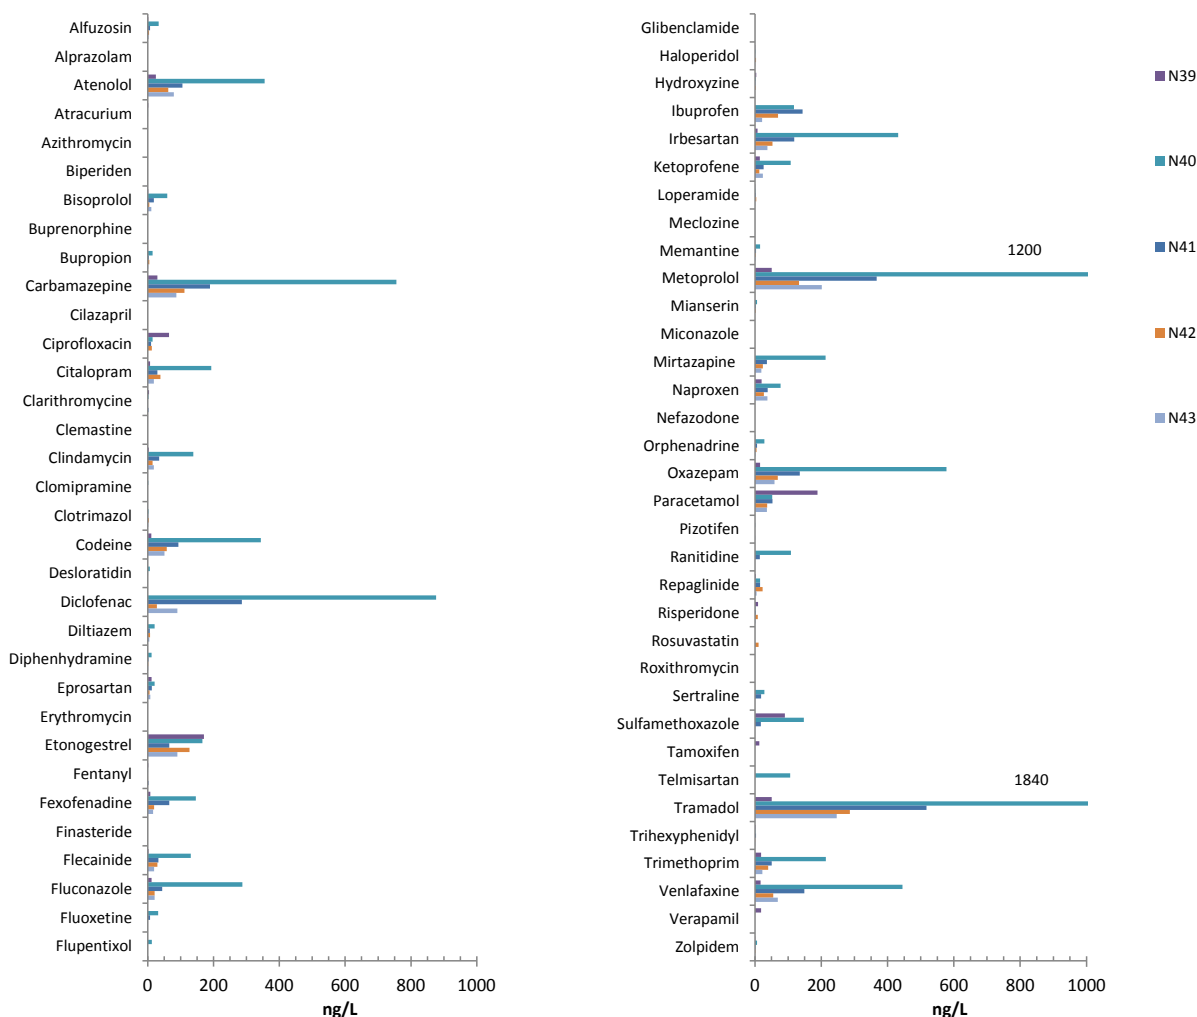 Alfuzosin
Alprazolam
Atenolol
Atracurium
Azithromycin
Biperiden
Bisoprolol
Buprenorphine
Bupropion
Carbamazepine
Cilazapril
Ciprofloxacin
Citalopram
Clarithromycine
Clemastine
Clindamycin
Clomipramine
Clotrimazol
Codeine
Desloratidin
Diclofenac
Diltiazem
Diphenhydramine
Eprosartan
Erythromycin
Etonogestrel
Fentanyl
Fexofenadine
Finasteride
Flecainide
Fluconazole
Fluoxetine
Flupentixol
0 200 400 600 800 1000
ng/L
Glibenclamide
Haloperidol
Hydroxyzine
Ibuprofen
Irbesartan
Ketoprofene
Loperamide
Meclozine
Memantine
1200
Metoprolol
Mianserin
Miconazole
Mirtazapine
Naproxen
Nefazodone
Orphenadrine
Oxazepam
Paracetamol
Pizotifen
Ranitidine
Repaglinide
Risperidone
Rosuvastatin
Roxithromycin
Sertraline
Sulfamethoxazole
Tamoxifen
Telmisartan
1840
Tramadol
Trihexyphenidyl
Trimethoprim
Venlafaxine
Verapamil
Zolpidem
0 200 400 600 800 1000
ng/L
N39
N40
N41
N42
N43